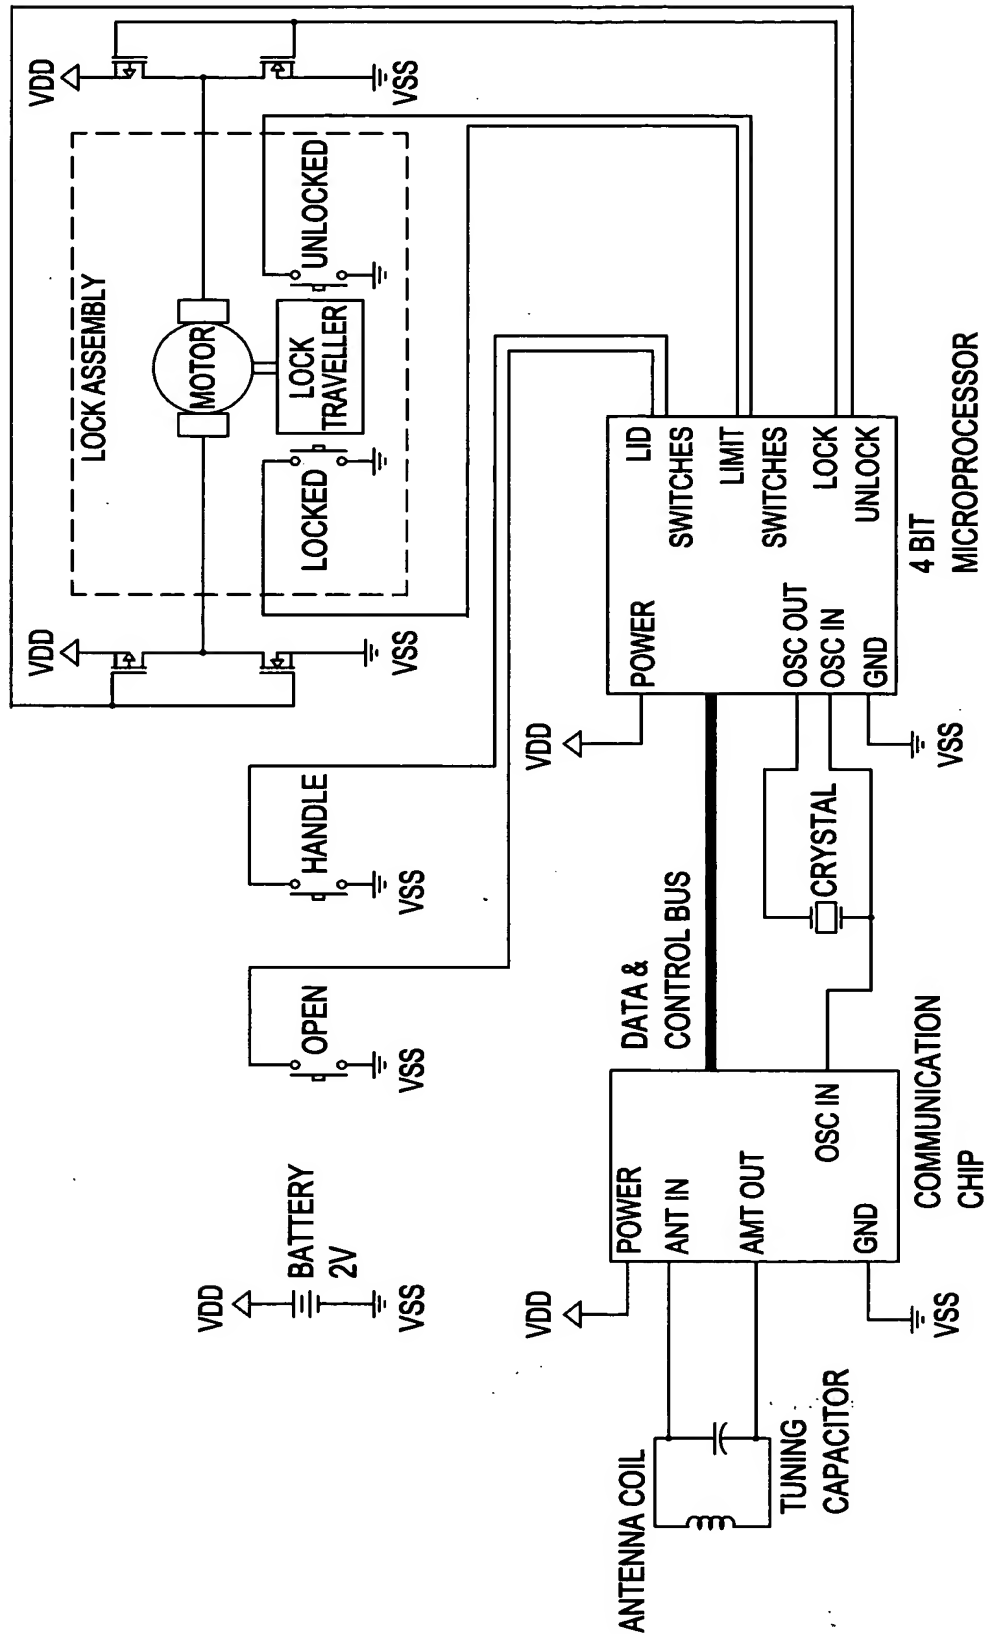 VDD
VSS
LOCK ASSEMBLY
MOTOR
LOCK
TRAVELLER
LOCKED
UNLOCKED
VDD
VSS
BATTERY
2V
VDD
VSS
OPEN
VSS
HANDLE
VSS
ANTENNA COIL
TUNING
CAPACITOR
VDD
POWER
ANT IN
AMT OUT
OSC IN
GND
VSS
COMMUNICATION
CHIP
DATA &
CONTROL BUS
CRYSTAL
VDD
POWER
OSC OUT
OSC IN
GND
VSS
LID
SWITCHES
LIMIT
SWITCHES
LOCK
UNLOCK
4 BIT
MICROPROCESSOR
VDD
VSS